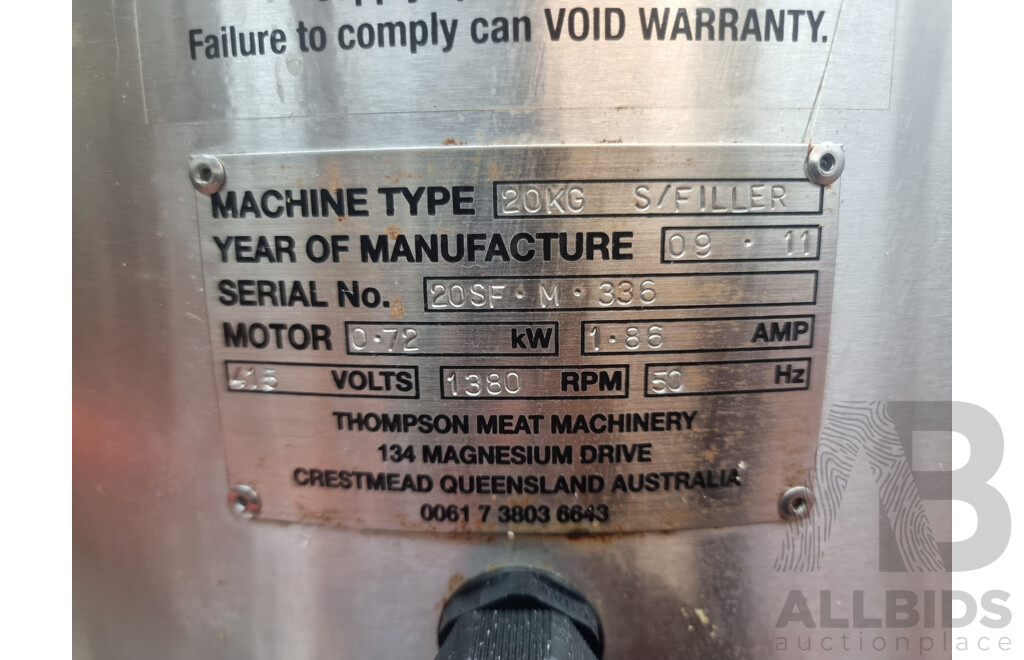 Failure to comply can VOID WARRANTY.
MACHINE TYPE 20KG S/FILLER
YEAR OF MANUFACTURE 09 · 11
SERIAL No. 20SF · M · 336
MOTOR 0·72 kW 1·86 AMP
415 VOLTS 1380 RPM 50 Hz
THOMPSON MEAT MACHINERY
134 MAGNESIUM DRIVE
CRESTMEAD QUEENSLAND AUSTRALIA
0061 7 3803 6643
AB
ALLBIDS
auctionplace